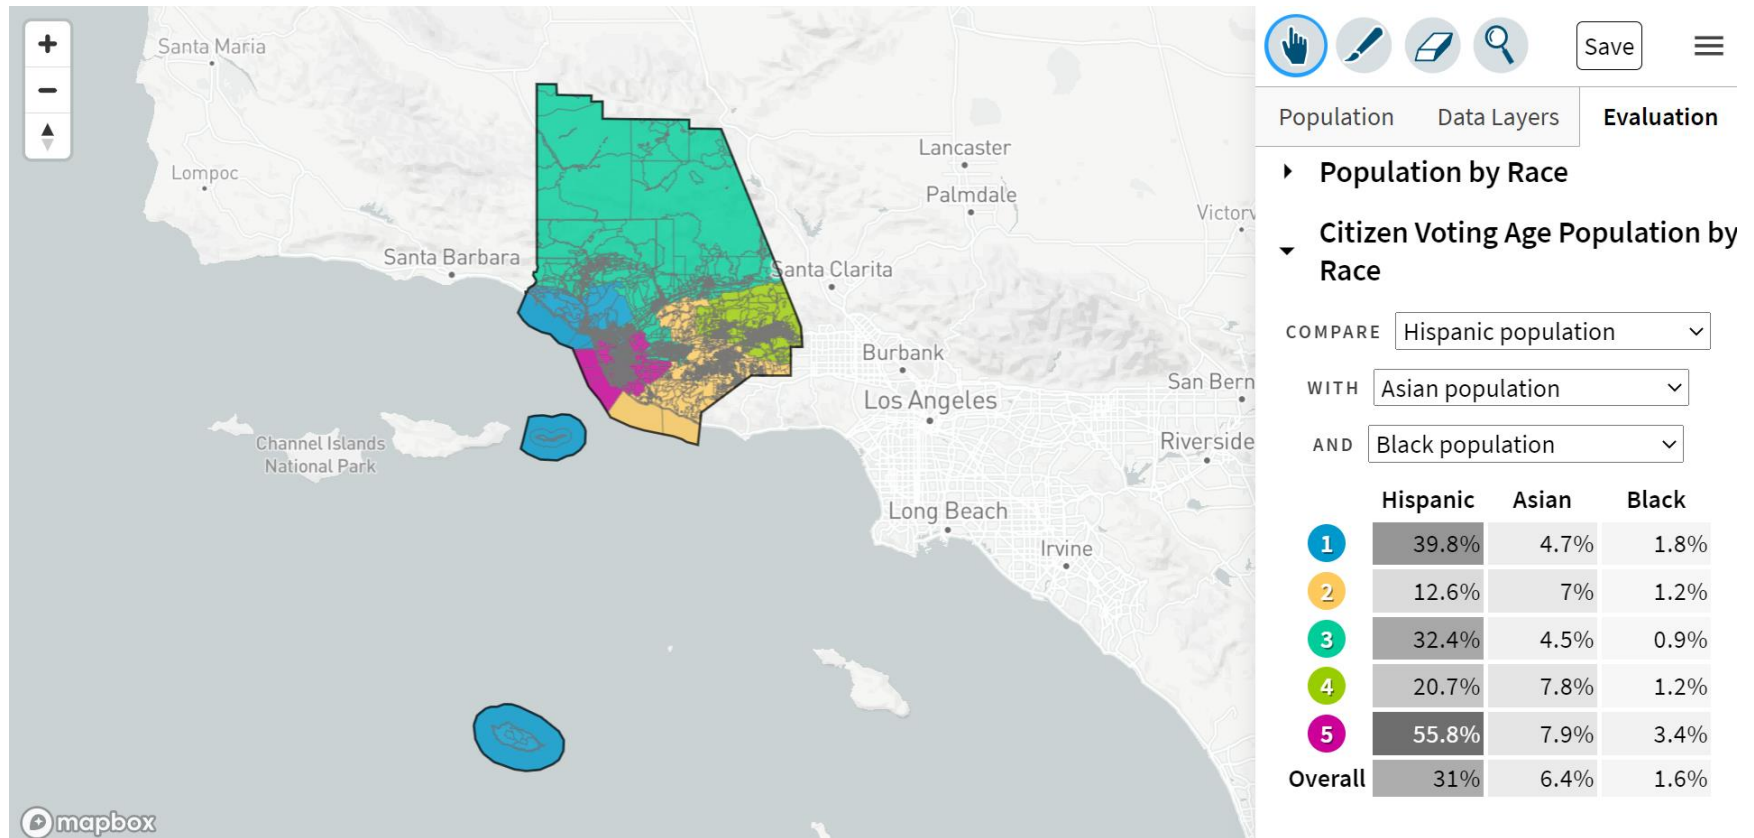 Santa Maria
Lompoc
Santa Barbara
Lancaster
Palmdale
Victorv
Santa Clarita
Burbank
San Bern
Los Angeles
Riverside
Channel Islands
National Park
Long Beach
Irvine
mapbox
Save
Population
Data Layers
Evaluation
Population by Race
Citizen Voting Age Population by
Race
COMPARE Hispanic population
WITH Asian population
AND Black population
Hispanic Asian Black
1 39.8% 4.7% 1.8%
2 12.6% 7% 1.2%
3 32.4% 4.5% 0.9%
4 20.7% 7.8% 1.2%
5 55.8% 7.9% 3.4%
Overall 31% 6.4% 1.6%